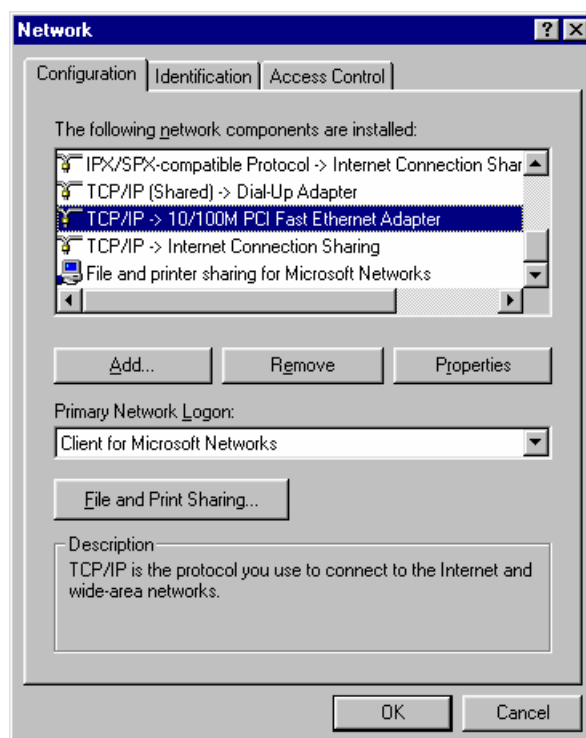 Network
Configuration Identification Access Control
The following network components are installed:
IPX/SPX-compatible Protocol -> Internet Connection Shar
TCP/IP (Shared) -> Dial-Up Adapter
TCP/IP -> 10/100M PCI Fast Ethernet Adapter
TCP/IP -> Internet Connection Sharing
File and printer sharing for Microsoft Networks
Add... Remove Properties
Primary Network Logon:
Client for Microsoft Networks
File and Print Sharing...
Description
TCP/IP is the protocol you use to connect to the Internet and
wide-area networks.
OK Cancel